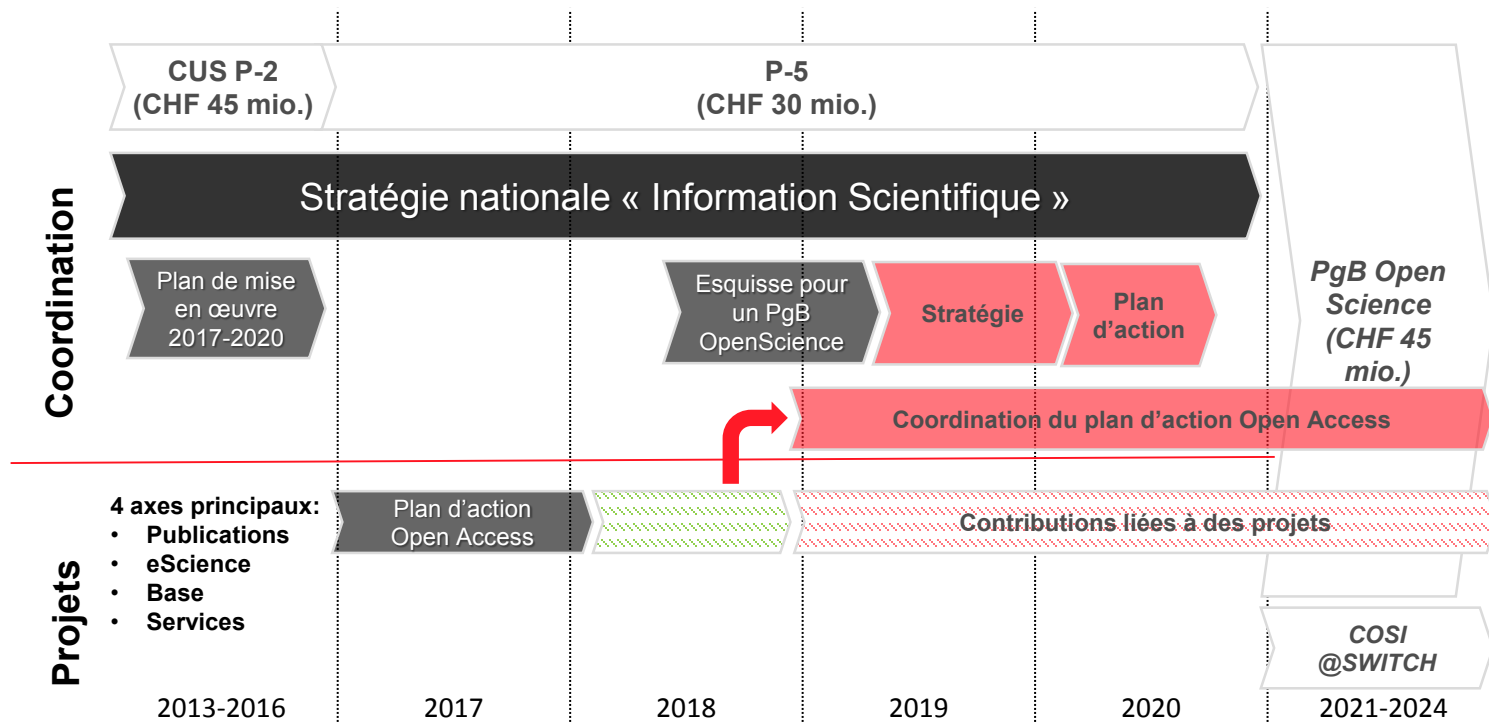 CUS P-2
(CHF 45 mio.)
P-5
(CHF 30 mio.)
Coordination
Stratégie nationale « Information Scientifique »
Plan de mise
en œuvre
2017-2020
Esquisse pour
un PgB
OpenScience
Stratégie
Plan
d’action
PgB Open
Science
(CHF 45
mio.)
Coordination du plan d’action Open Access
Projets
4 axes principaux:
• Publications
• eScience
• Base
• Services
Plan d’action
Open Access
Contributions liées à des projets
COSI
@SWITCH
2013-2016
2017
2018
2019
2020
2021-2024